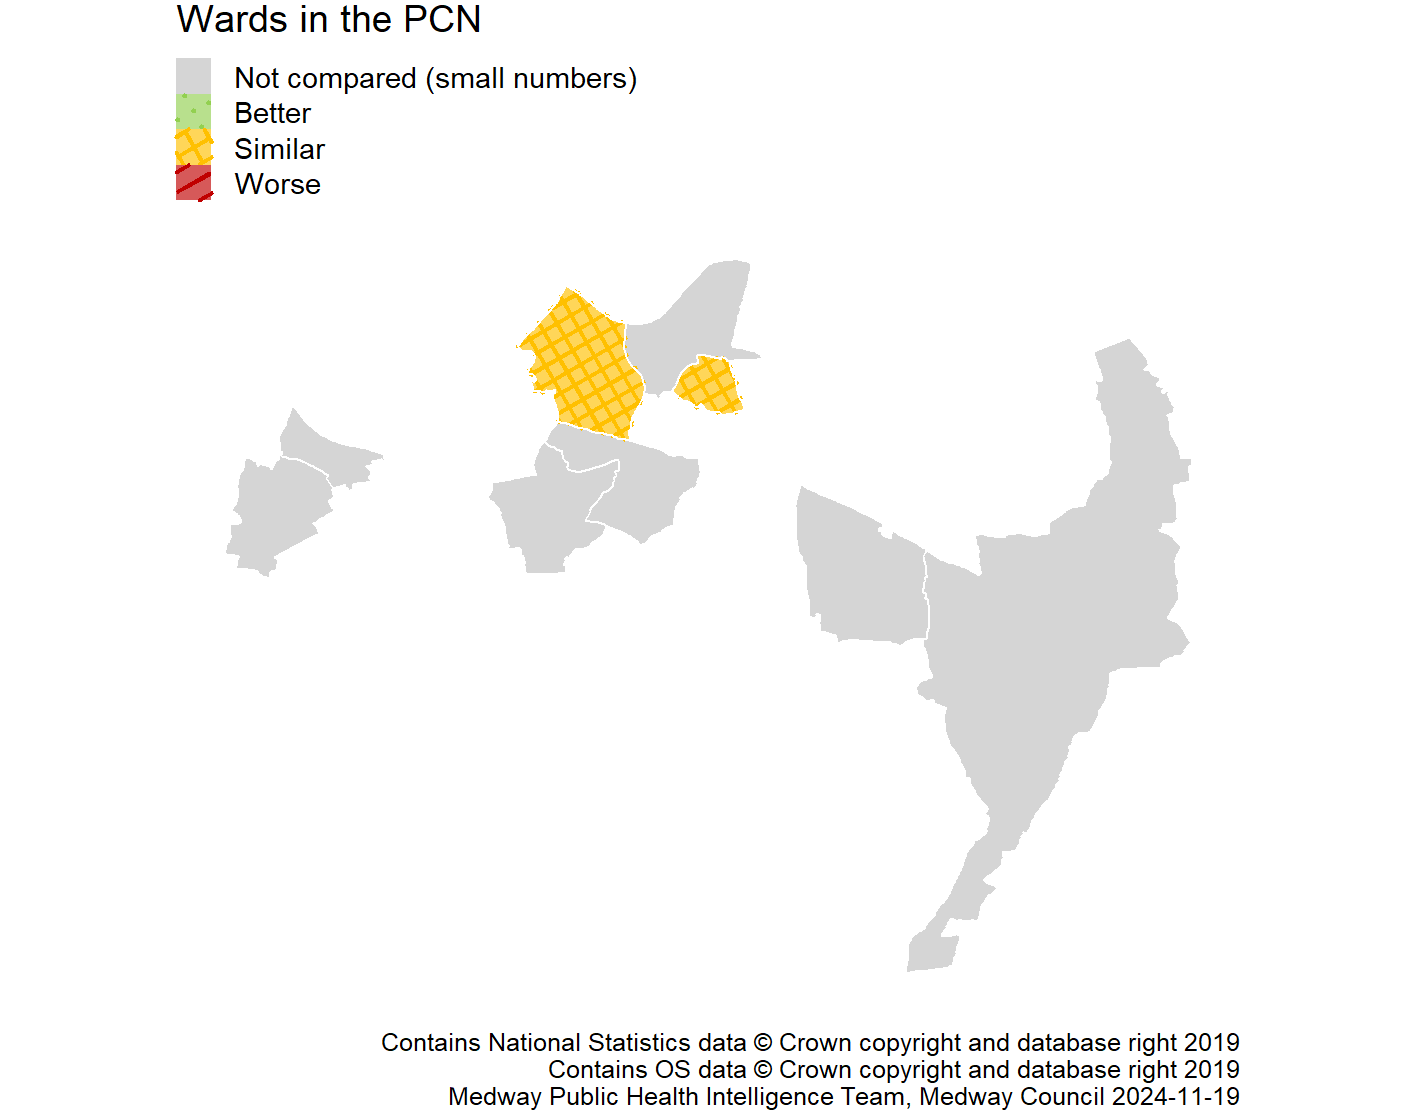 Wards in the PCN
Not compared (small numbers)
Better
Similar
Worse
Contains National Statistics data © Crown copyright and database right 2019
Contains OS data © Crown copyright and database right 2019
Medway Public Health Intelligence Team, Medway Council 2024-11-19